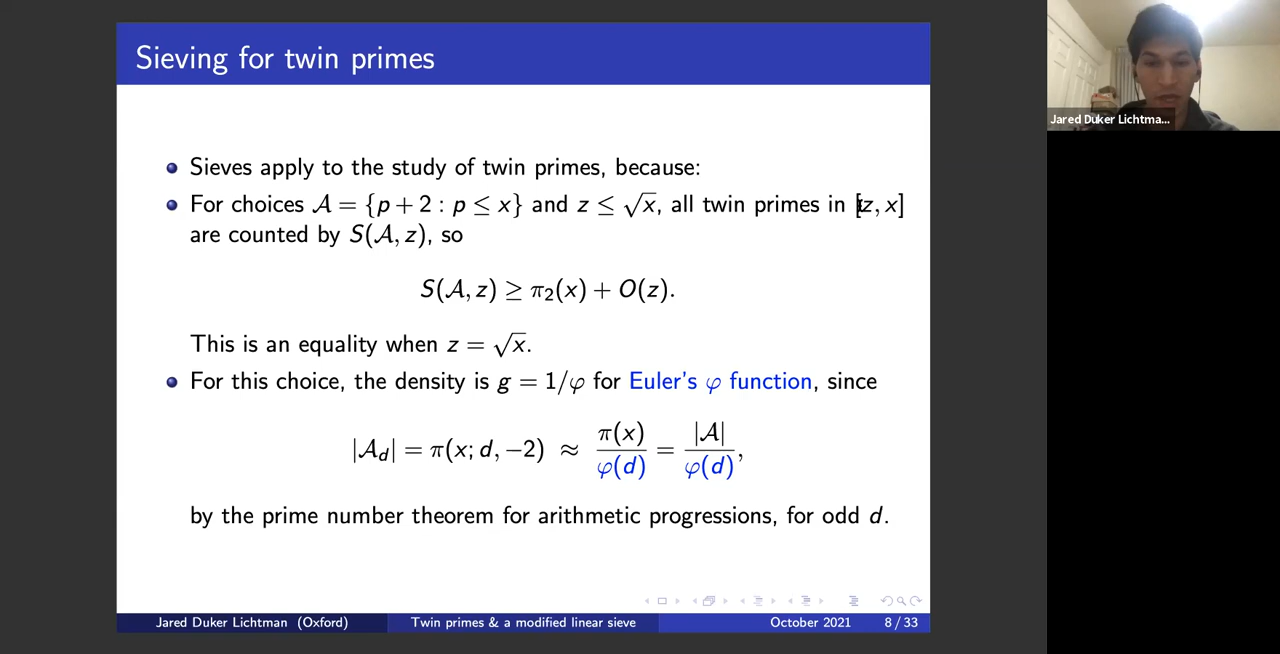 Sieving for twin primes
Sieves apply to the study of twin primes, because:
For choices 𝒜 = {p + 2 : p ≤ x} and z ≤ √x, all twin primes in [z, x]
are counted by S(𝒜, z), so
S(𝒜, z) ≥ π₂(x) + O(z).
This is an equality when z = √x.
For this choice, the density is g = 1/φ for Euler's φ function, since
|𝒜_d| = π(x; d, −2) ≈ π(x)/φ(d) = |𝒜|/φ(d),
by the prime number theorem for arithmetic progressions, for odd d.
Jared Duker Lichtman (Oxford) Twin primes & a modified linear sieve October 2021 8 / 33
Jared Duker Lichtma...